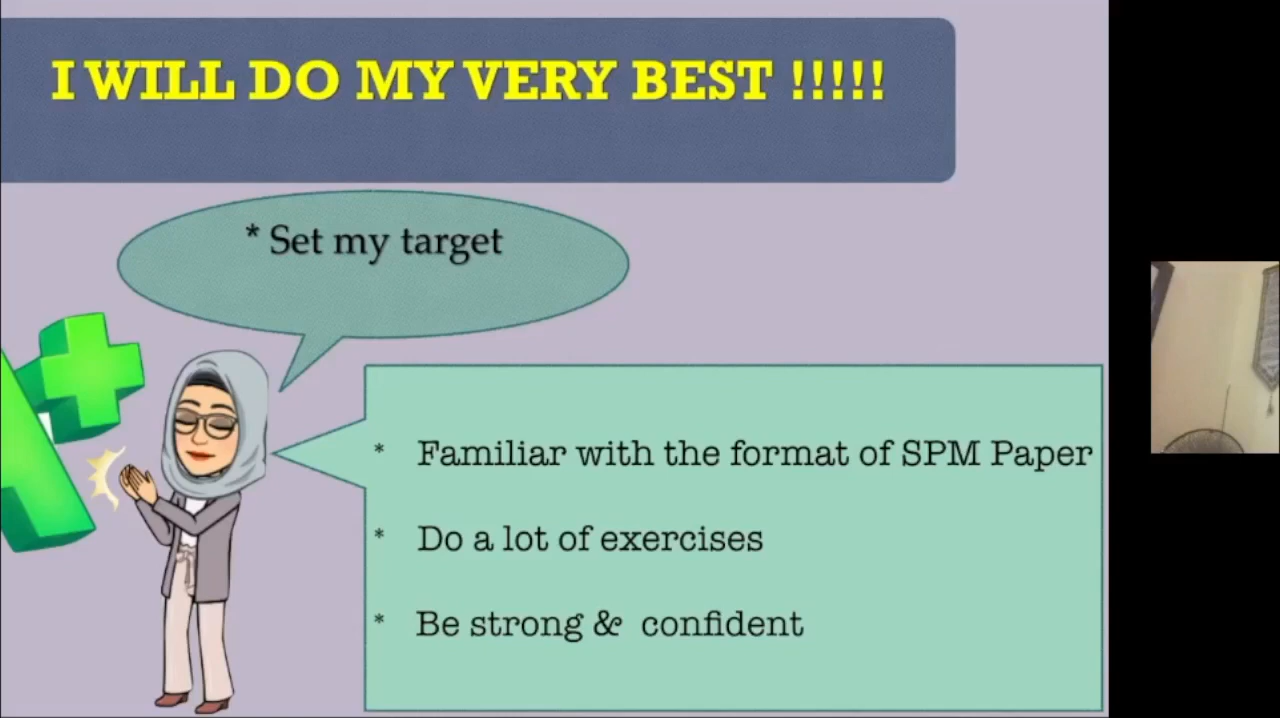 I WILL DO MY VERY BEST !!!!!
* Set my target
* Familiar with the format of SPM Paper
* Do a lot of exercises
* Be strong & confident